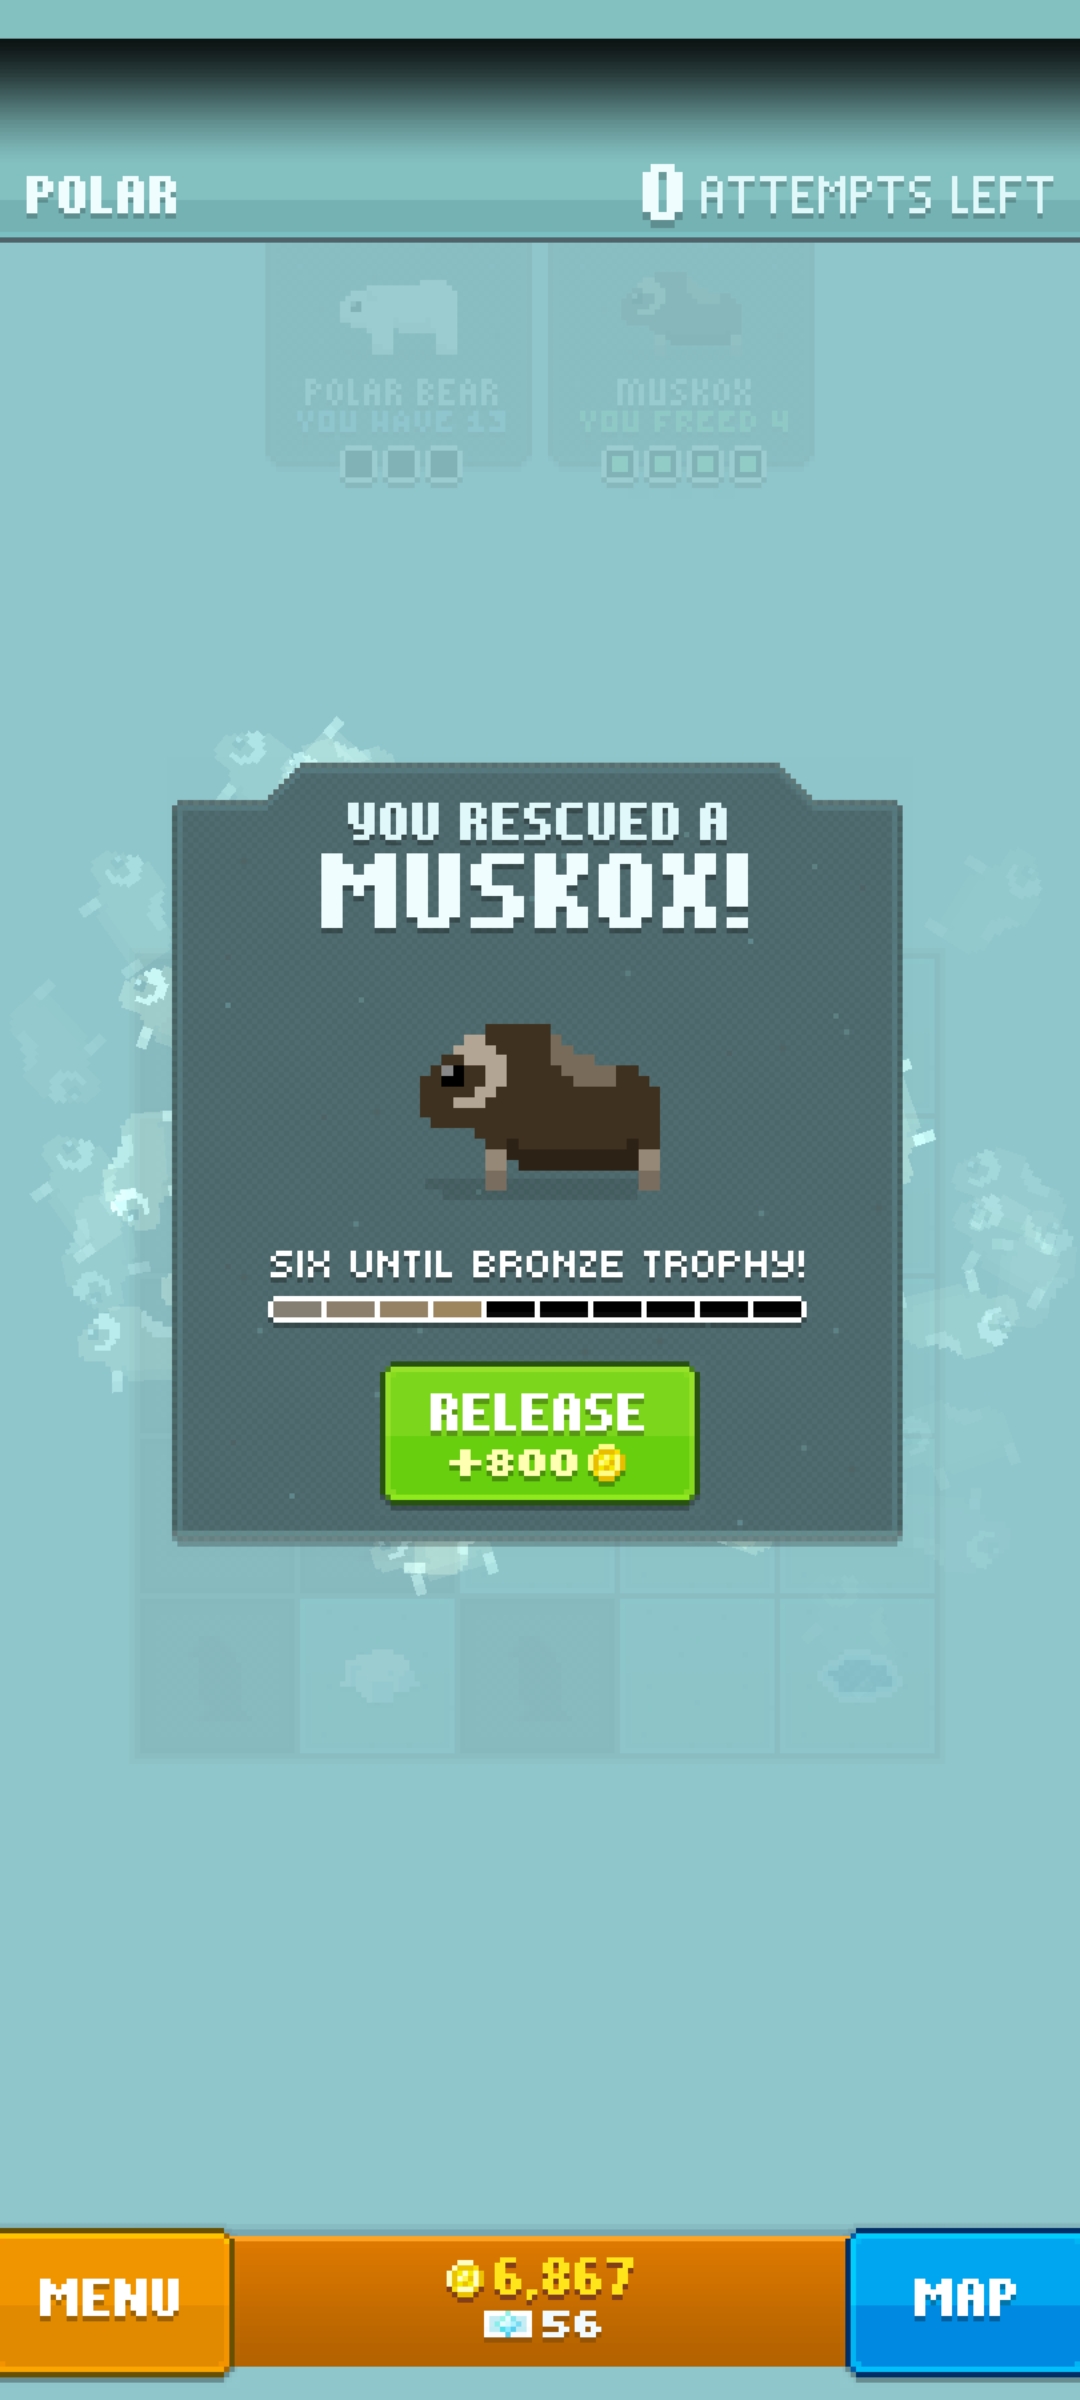 POLAR
0 ATTEMPTS LEFT
POLAR BEAR
YOU HAVE 13
MUSKOX
YOU FREED 4
YOU RESCUED A
MUSKOX!
SIX UNTIL BRONZE TROPHY!
RELEASE
+800
MENU
6,867
56
MAP